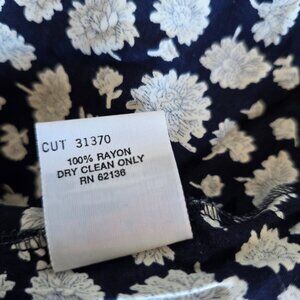 CUT 31370
100% RAYON
DRY CLEAN ONLY
RN 62136